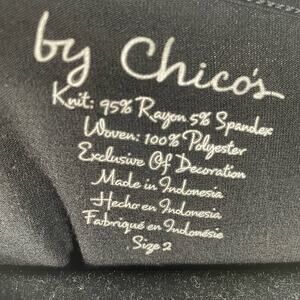 by Chico's
Knit: 95% Rayon 5% Spandex
Woven: 100% Polyester
Exclusive Of Decoration
Made in Indonesia
Hecho en Indonesia
Fabriqué en Indonésie
Size 2